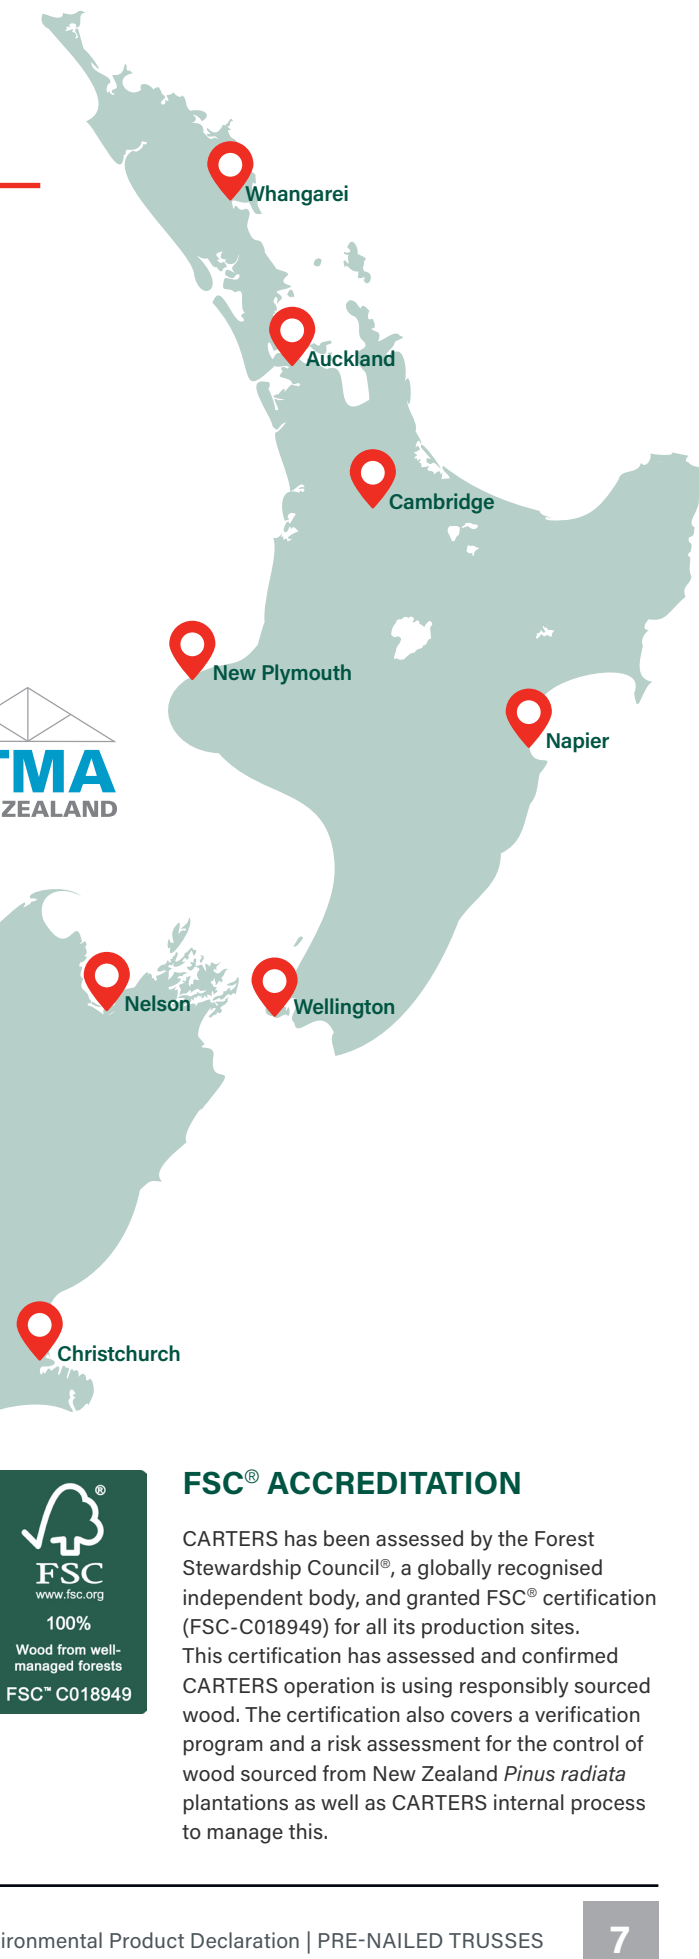 Whangarei
Auckland
Cambridge
New Plymouth
Napier
TMA
ZEALAND
Nelson
Wellington
Christchurch
®
FSC
www.fsc.org
100%
Wood from well-
managed forests
FSC™ C018949
FSC® ACCREDITATION
CARTERS has been assessed by the Forest
Stewardship Council®, a globally recognised
independent body, and granted FSC® certification
(FSC-C018949) for all its production sites.
This certification has assessed and confirmed
CARTERS operation is using responsibly sourced
wood. The certification also covers a verification
program and a risk assessment for the control of
wood sourced from New Zealand Pinus radiata
plantations as well as CARTERS internal process
to manage this.
ironmental Product Declaration | PRE-NAILED TRUSSES
7